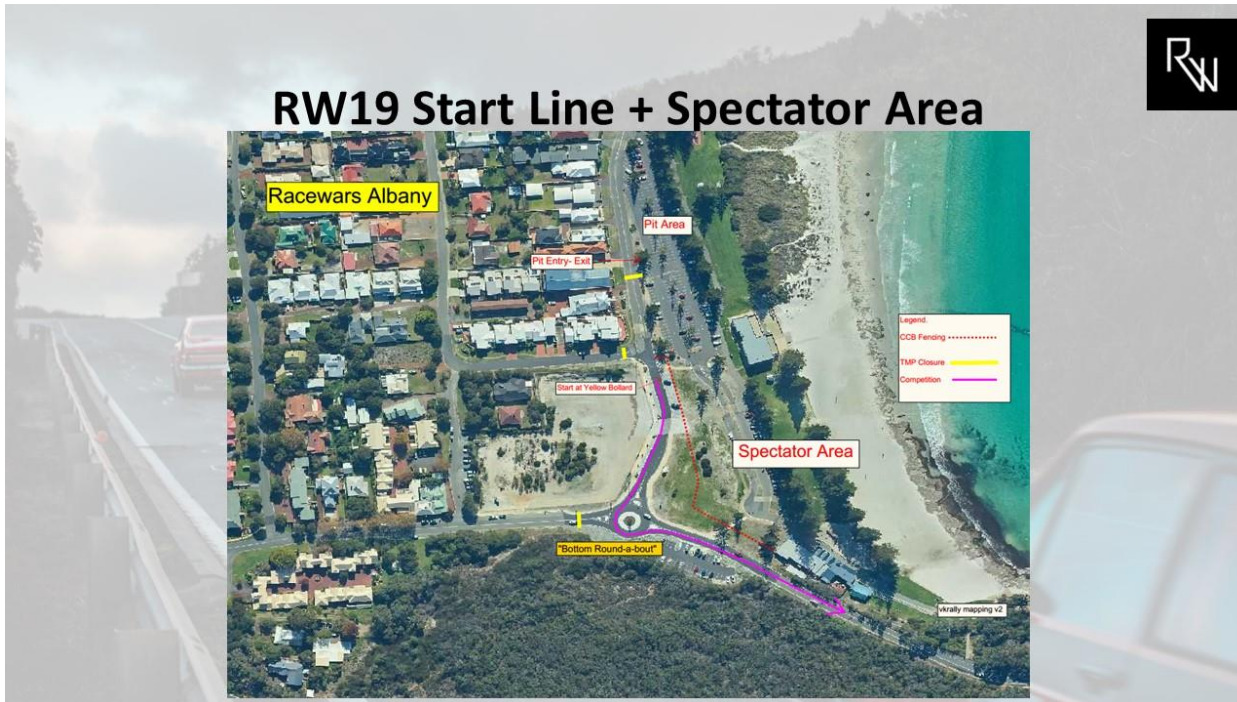 RW
RW19 Start Line + Spectator Area
Racewars Albany
Pit Area
Pit Entry- Exit
Legend.
CCB Fencing
TMP Closure
Competition
Start at Yellow Bollard
Spectator Area
"Bottom Round-a-bout"
vkrally mapping v2